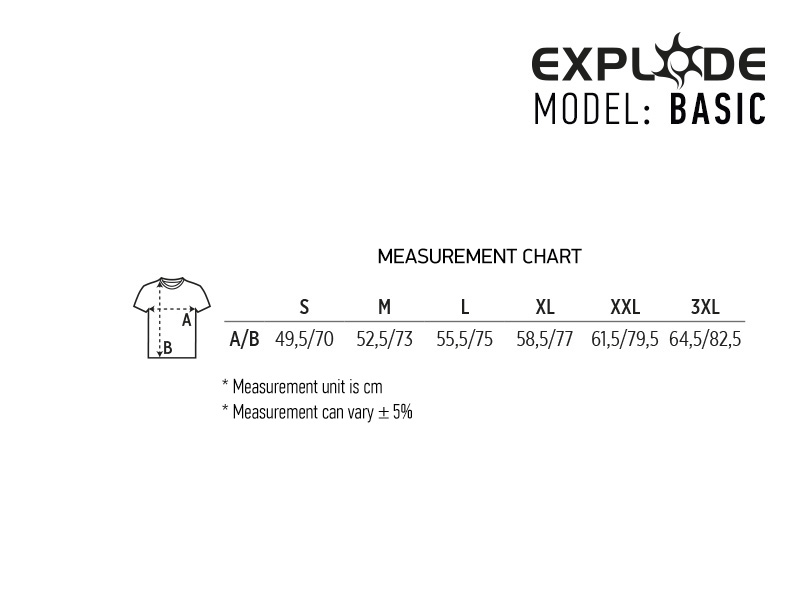 EXPLODE
MODEL: BASIC
MEASUREMENT CHART
S M L XL XXL 3XL
A/B 49,5/70 52,5/73 55,5/75 58,5/77 61,5/79,5 64,5/82,5
A
B
* Measurement unit is cm
* Measurement can vary ± 5%